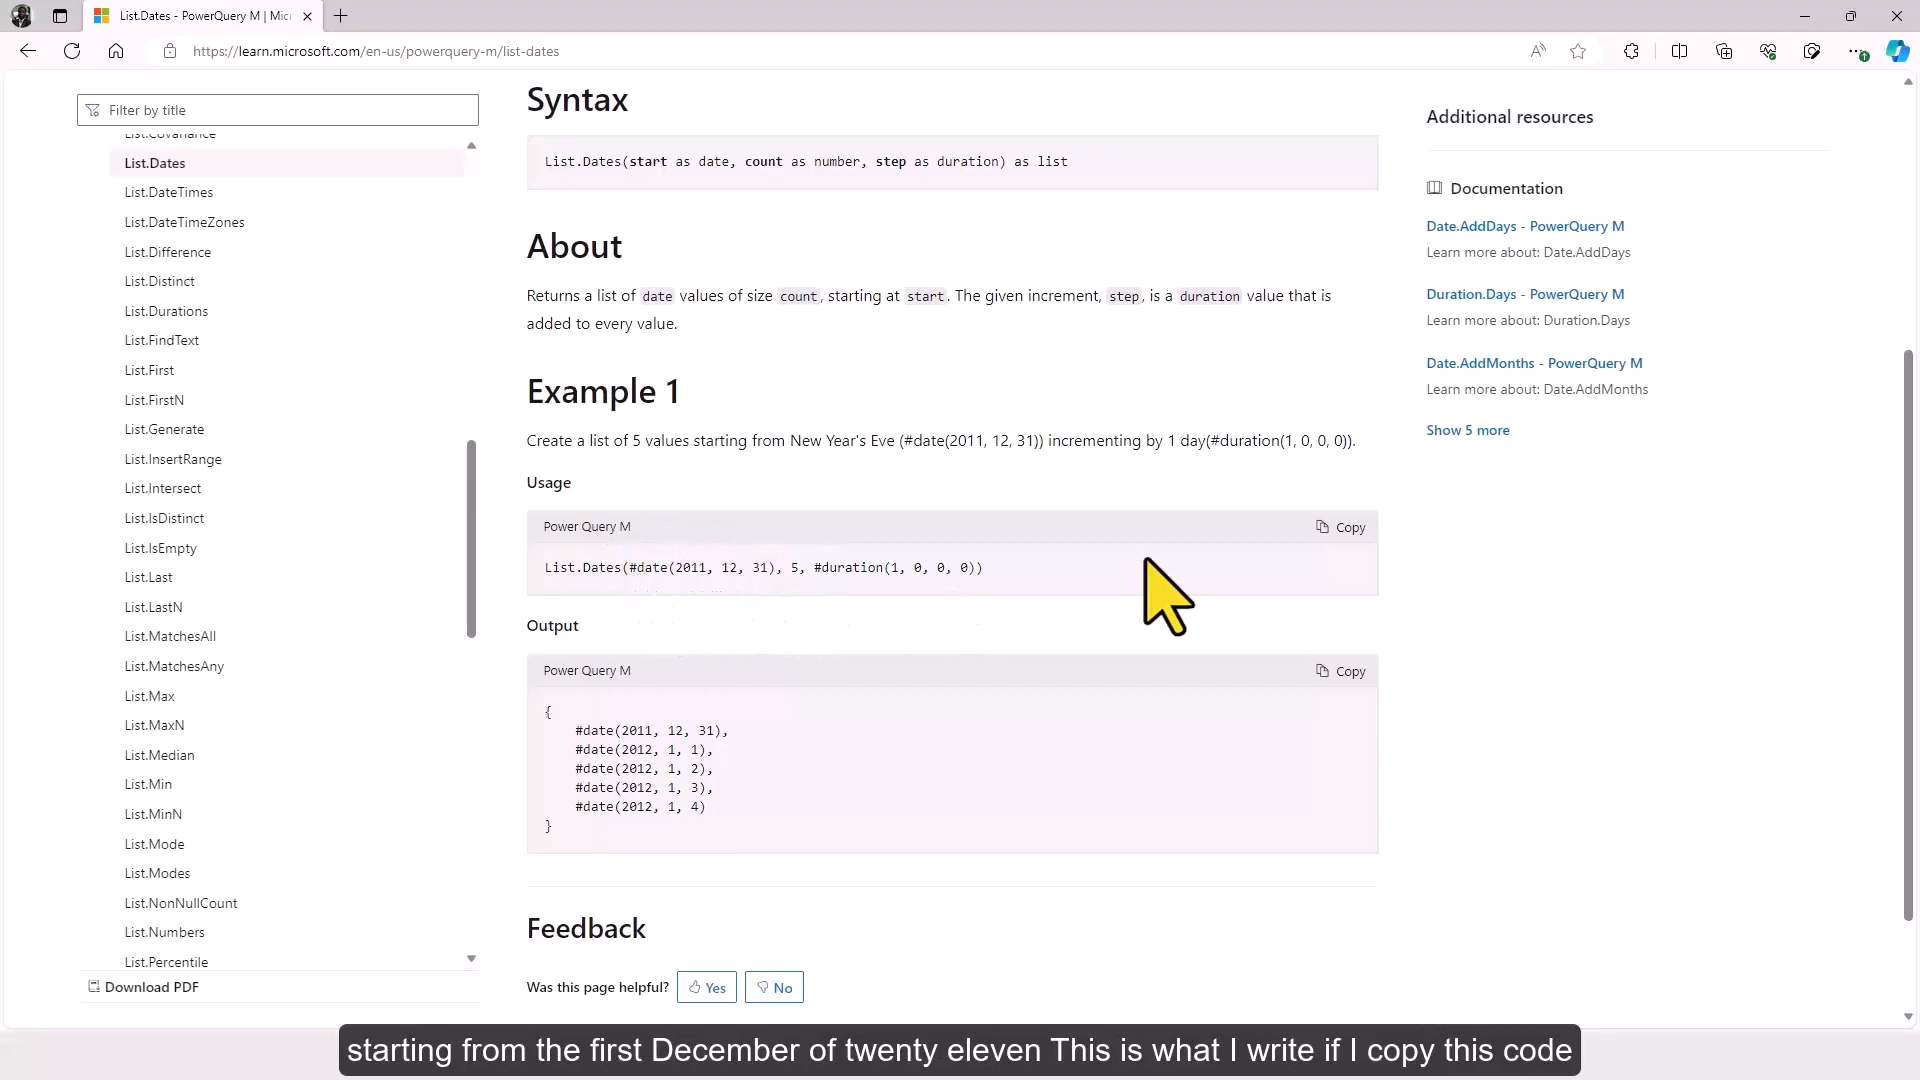 List.Dates - PowerQuery M | Mic
https://learn.microsoft.com/en-us/powerquery-m/list-dates
Filter by title
List.Covariance
List.Dates
List.DateTimes
List.DateTimeZones
List.Difference
List.Distinct
List.Durations
List.FindText
List.First
List.FirstN
List.Generate
List.InsertRange
List.Intersect
List.IsDistinct
List.IsEmpty
List.Last
List.LastN
List.MatchesAll
List.MatchesAny
List.Max
List.MaxN
List.Median
List.Min
List.MinN
List.Mode
List.Modes
List.NonNullCount
List.Numbers
List.Percentile
Download PDF
Syntax
List.Dates(start as date, count as number, step as duration) as list
About
Returns a list of date values of size count, starting at start. The given increment, step, is a duration value that is
added to every value.
Example 1
Create a list of 5 values starting from New Year's Eve (#date(2011, 12, 31)) incrementing by 1 day(#duration(1, 0, 0, 0)).
Usage
Power Query M
Copy
List.Dates(#date(2011, 12, 31), 5, #duration(1, 0, 0, 0))
Output
Power Query M
Copy
{
#date(2011, 12, 31),
#date(2012, 1, 1),
#date(2012, 1, 2),
#date(2012, 1, 3),
#date(2012, 1, 4)
}
Feedback
Was this page helpful?
Yes
No
Additional resources
Documentation
Date.AddDays - PowerQuery M
Learn more about: Date.AddDays
Duration.Days - PowerQuery M
Learn more about: Duration.Days
Date.AddMonths - PowerQuery M
Learn more about: Date.AddMonths
Show 5 more
starting from the first December of twenty eleven This is what I write if I copy this code